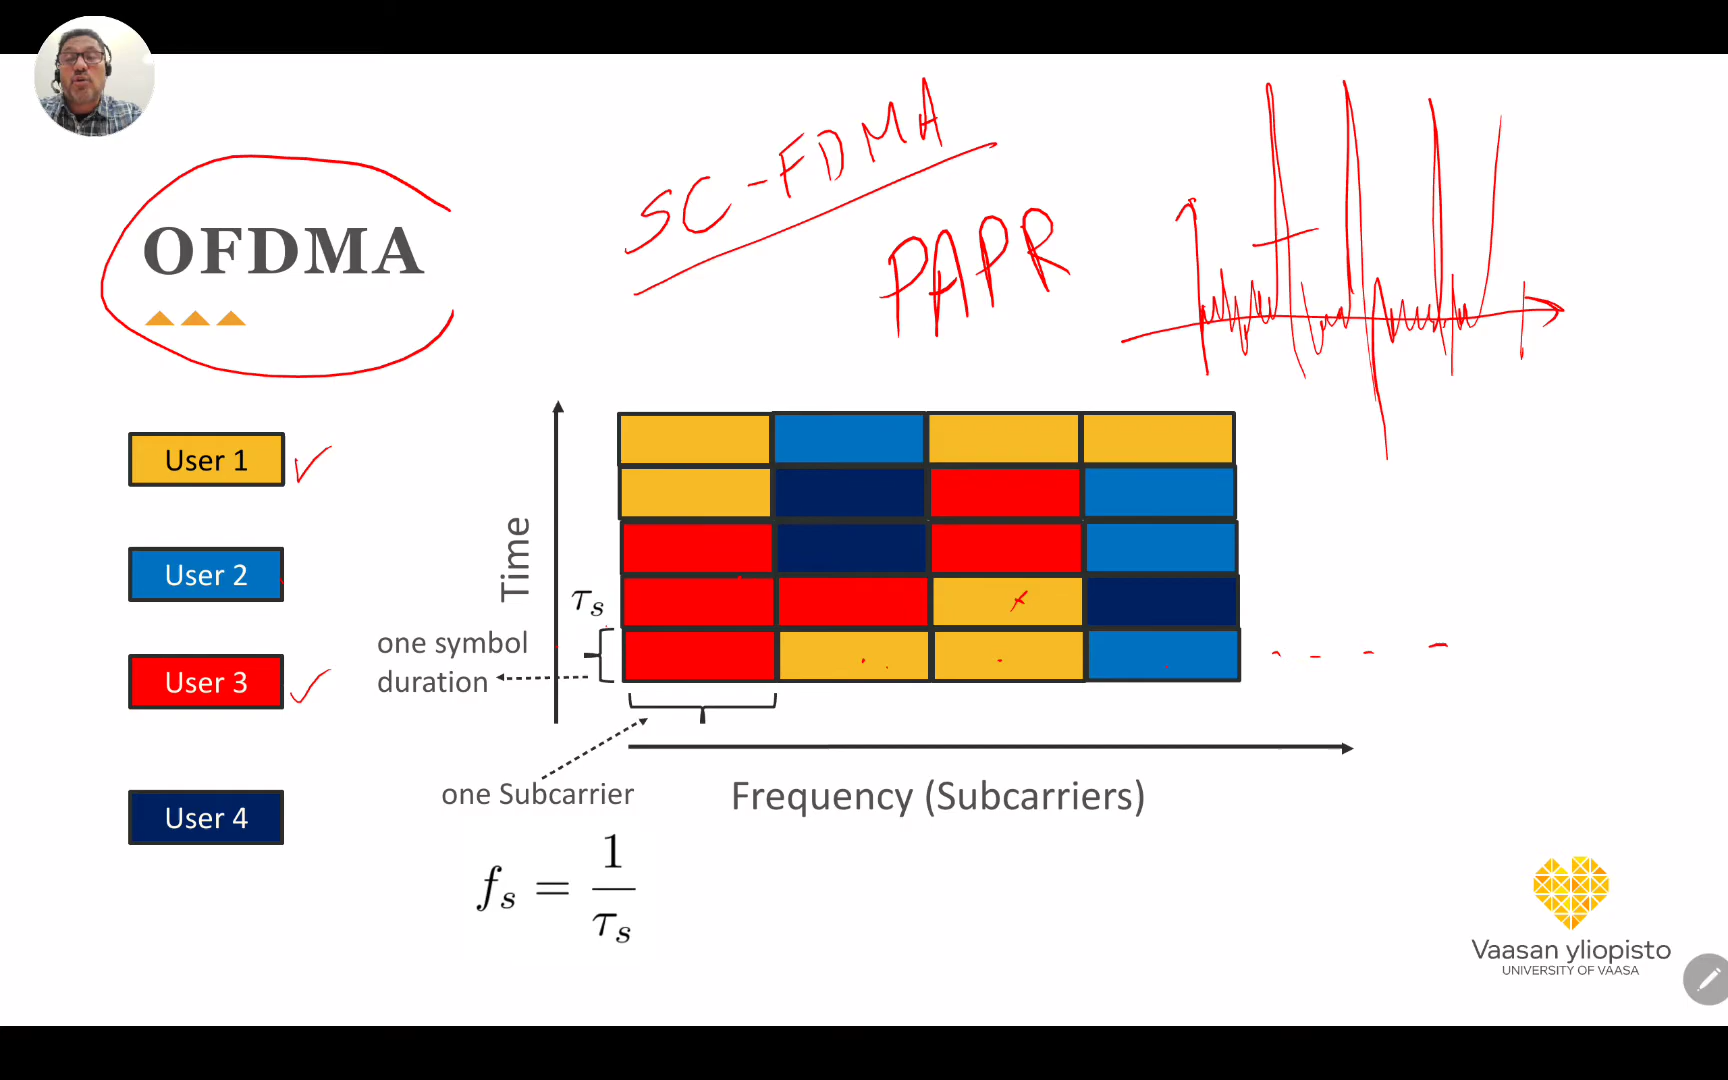 SC-FDMA
PAPR
OFDMA
User 1
User 2
User 3
User 4
Time
τs
one symbol
duration
one Subcarrier
Frequency (Subcarriers)
fs = 1/τs
Vaasan yliopisto
UNIVERSITY OF VAASA